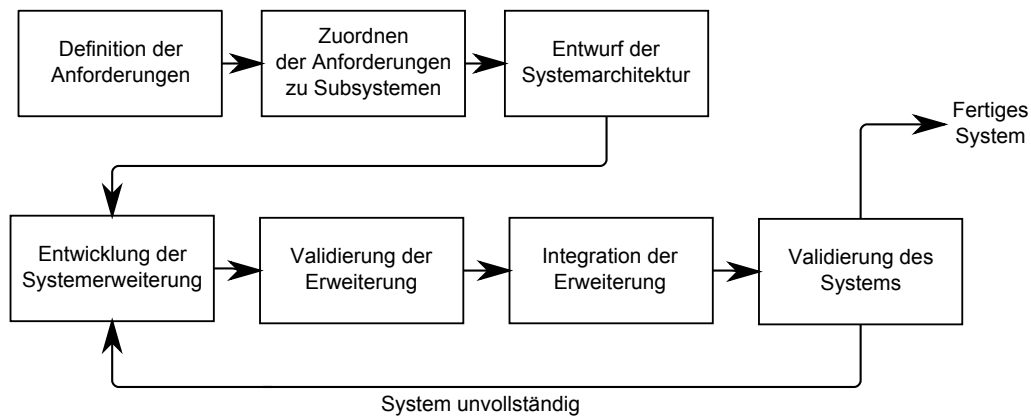 Definition der
Anforderungen
Zuordnen
der Anforderungen
zu Subsystemen
Entwurf der
Systemarchitektur
Fertiges
System
Entwicklung der
Systemerweiterung
Validierung der
Erweiterung
Integration der
Erweiterung
Validierung des
Systems
System unvollständig